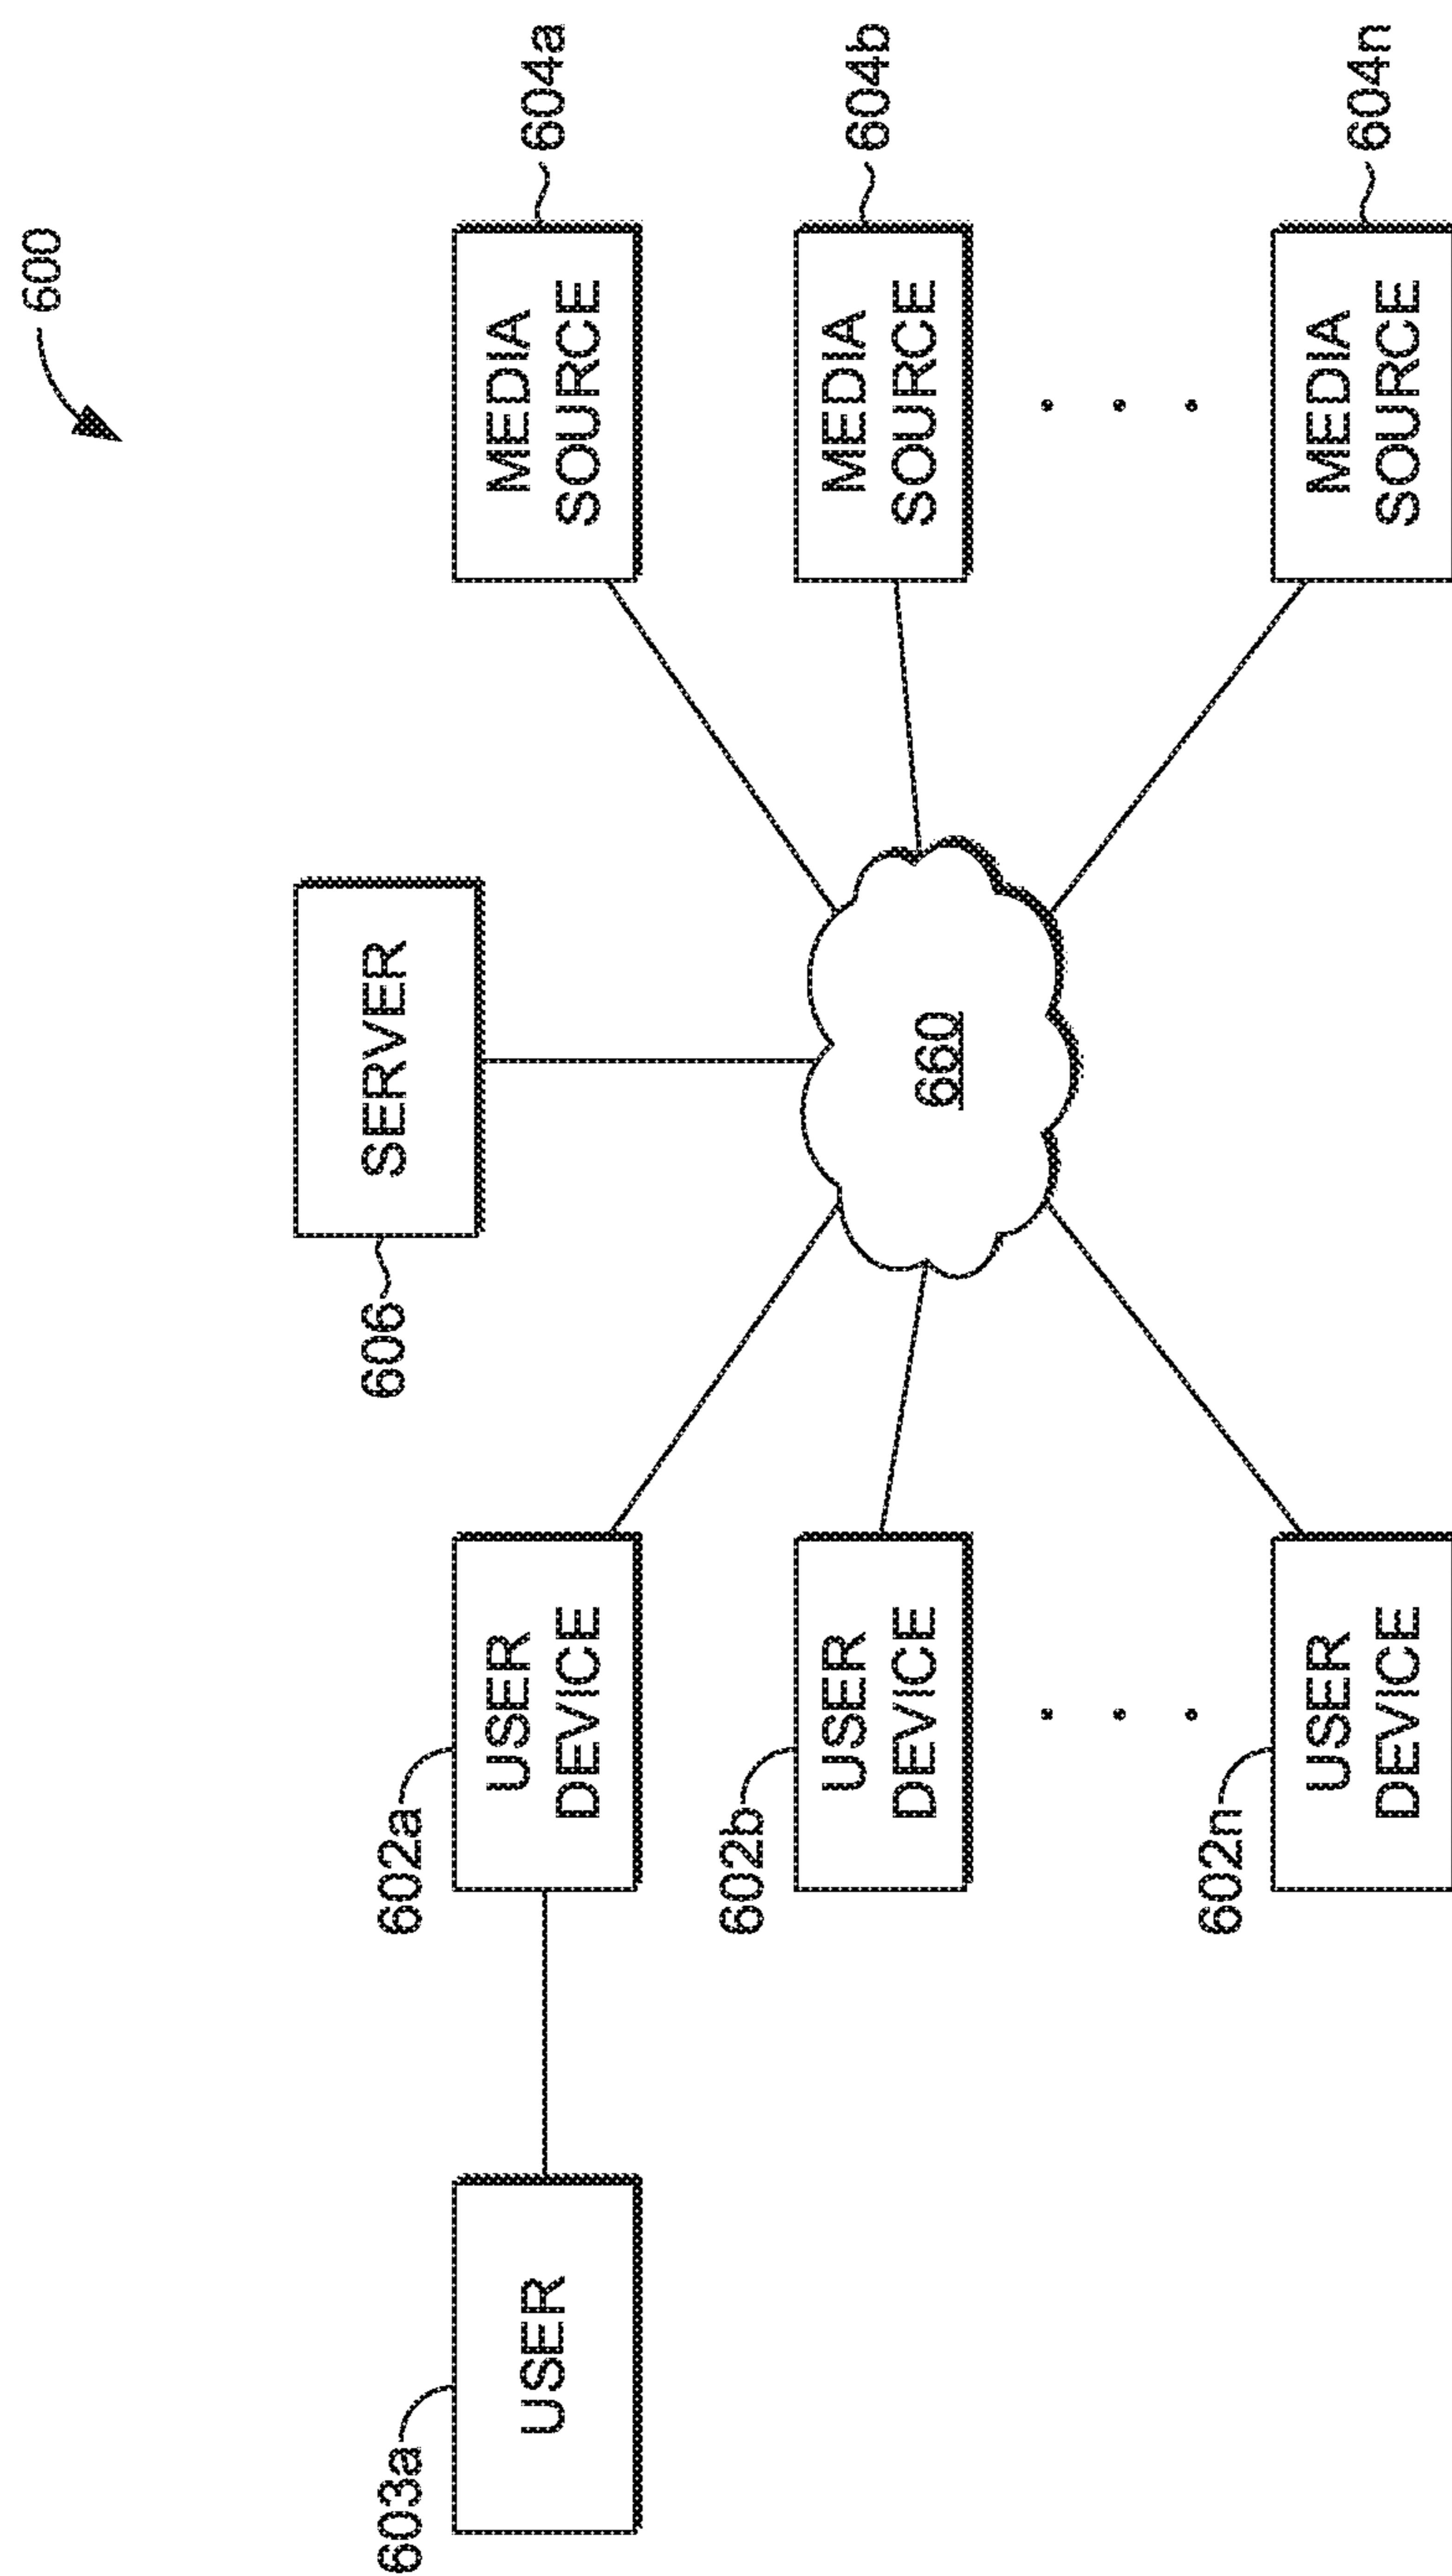 600
SERVER
606
603a
USER
602a
USER
DEVICE
MEDIA
SOURCE
604a
602b
USER
DEVICE
660
MEDIA
SOURCE
604b
602n
USER
DEVICE
MEDIA
SOURCE
604n